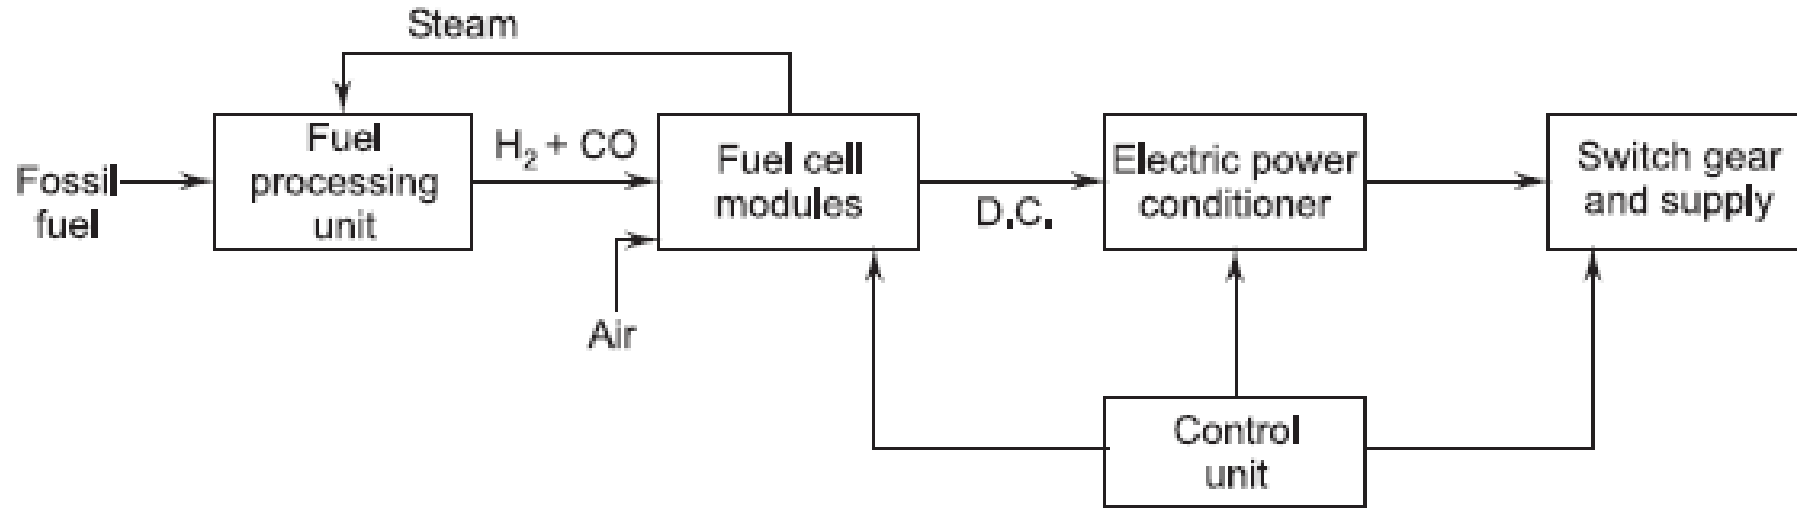 Steam
Fossil
fuel
Fuel
processing
unit
H₂ + CO
Air
Fuel cell
modules
D.C.
Electric power
conditioner
Switch gear
and supply
Control
unit